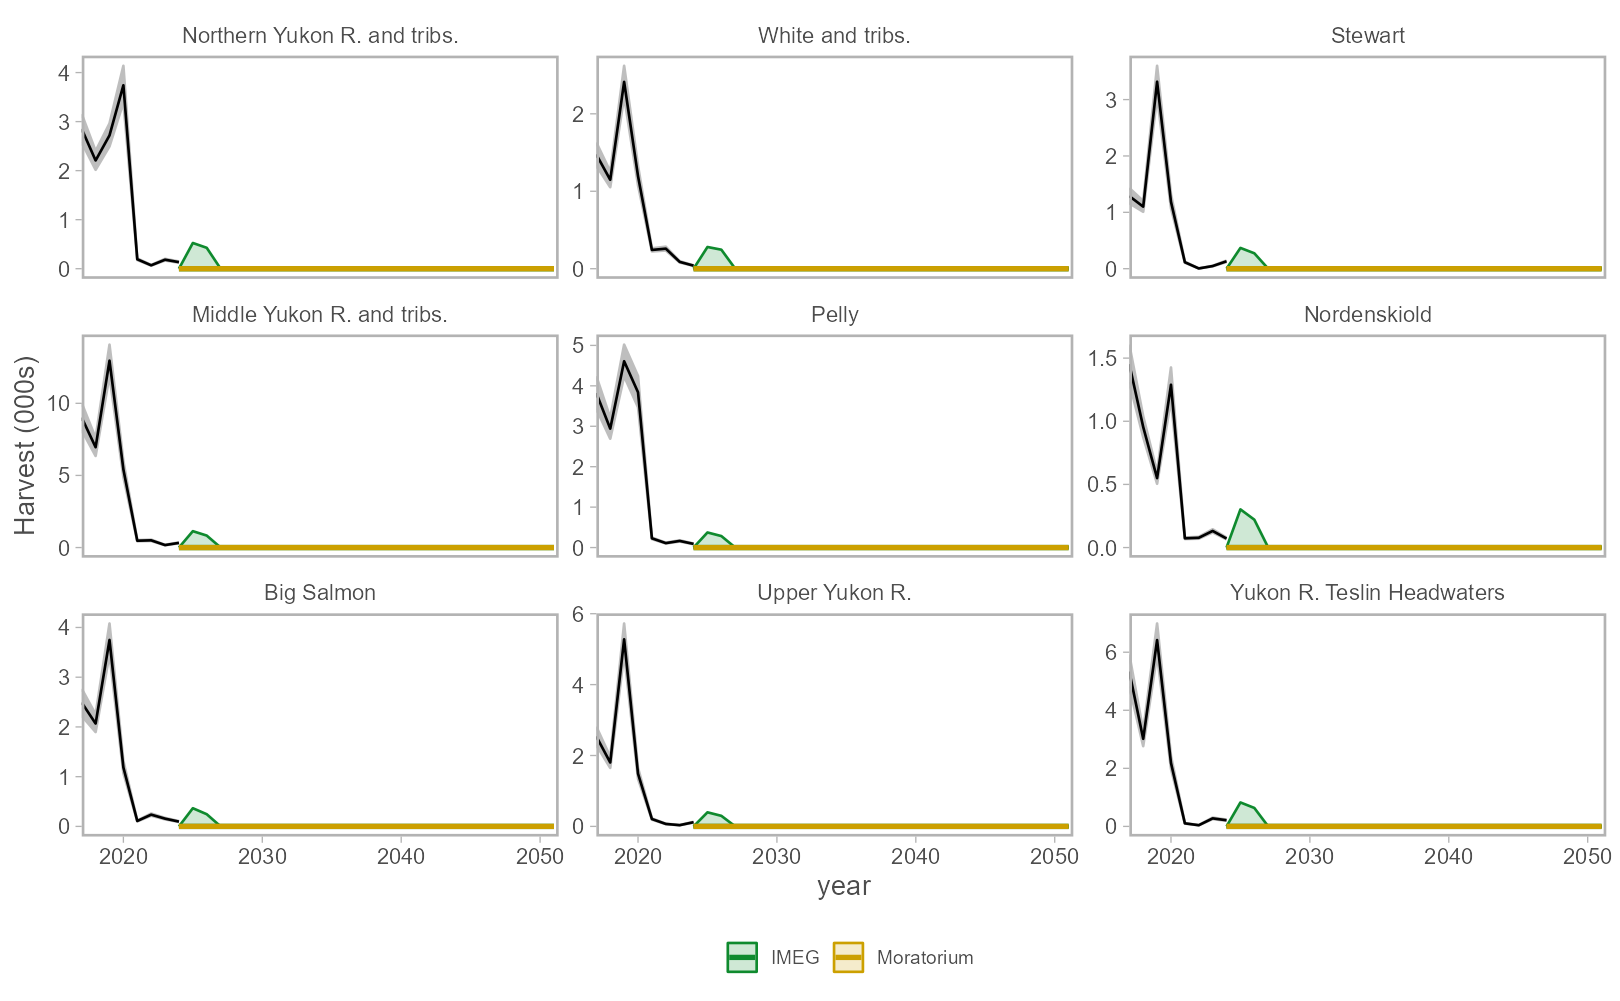 Northern Yukon R. and tribs.
White and tribs.
Stewart
4
3
2
1
0
2
1
0
3
2
1
0
Middle Yukon R. and tribs.
Pelly
Nordenskiold
Harvest (000s)
10
5
0
5
4
3
2
1
0
1.5
1.0
0.5
0.0
Big Salmon
Upper Yukon R.
Yukon R. Teslin Headwaters
4
3
2
1
0
6
4
2
0
6
4
2
0
2020 2030 2040 2050
2020 2030 2040 2050
2020 2030 2040 2050
year
IMEG Moratorium